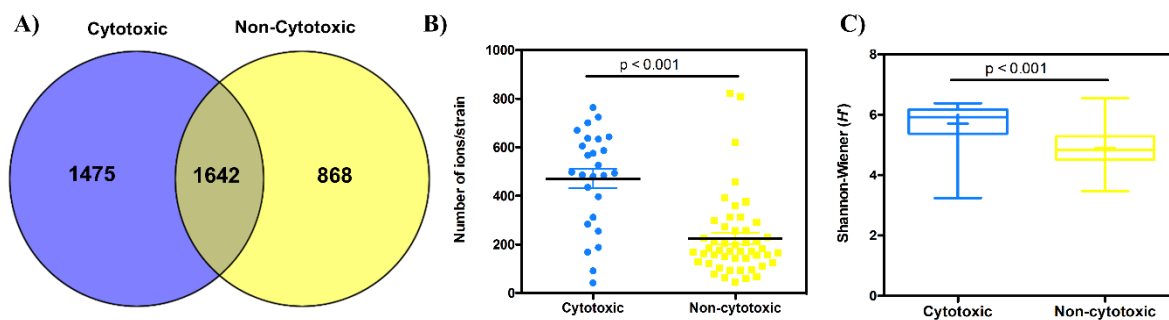 A)
Cytotoxic
Non-Cytotoxic
1475
1642
868
B)
Number of ions/strain
1000
800
600
400
200
0
p < 0.001
Cytotoxic
Non-cytotoxic
C)
Shannon-Wiener (H')
8
6
4
2
0
p < 0.001
Cytotoxic
Non-cytotoxic